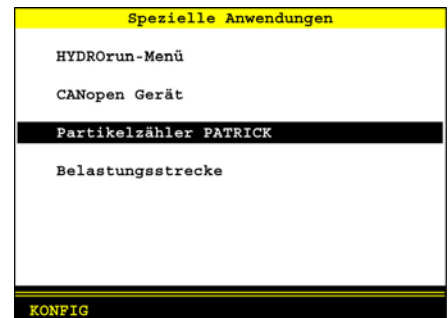 Spezielle Anwendungen
HYDROrun-Menü
CANopen Gerät
Partikelzähler PATRICK
Belastungsstrecke
KONFIG